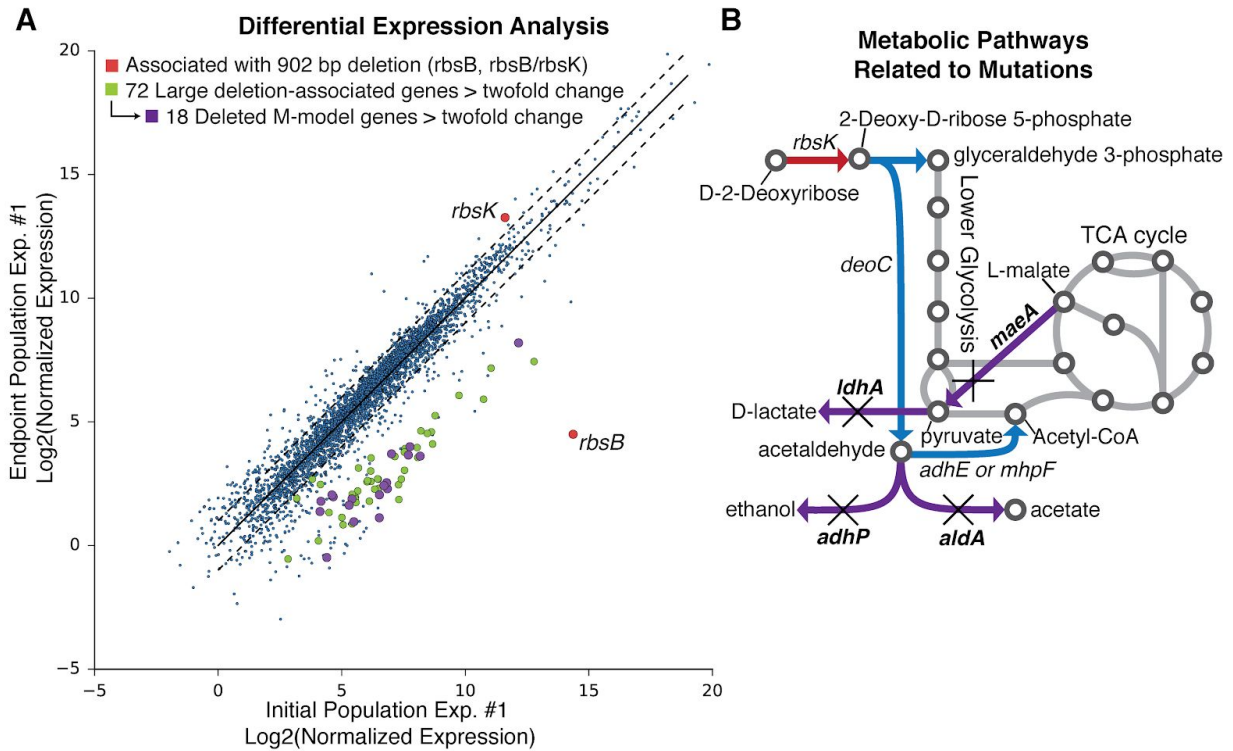 A
Differential Expression Analysis
Associated with 902 bp deletion (rbsB, rbsB/rbsK)
72 Large deletion-associated genes > twofold change
18 Deleted M-model genes > twofold change
Endpoint Population Exp. #1
Log2(Normalized Expression)
20
15
10
5
0
−5
rbsK
rbsB
−5
0
5
10
15
20
Initial Population Exp. #1
Log2(Normalized Expression)
B
Metabolic Pathways
Related to Mutations
2-Deoxy-D-ribose 5-phosphate
rbsK
glyceraldehyde 3-phosphate
D-2-Deoxyribose
Lower Glycolysis
TCA cycle
deoC
L-malate
maeA
ldhA
D-lactate
pyruvate
Acetyl-CoA
acetaldehyde
adhE or mhpF
ethanol
acetate
adhP
aldA